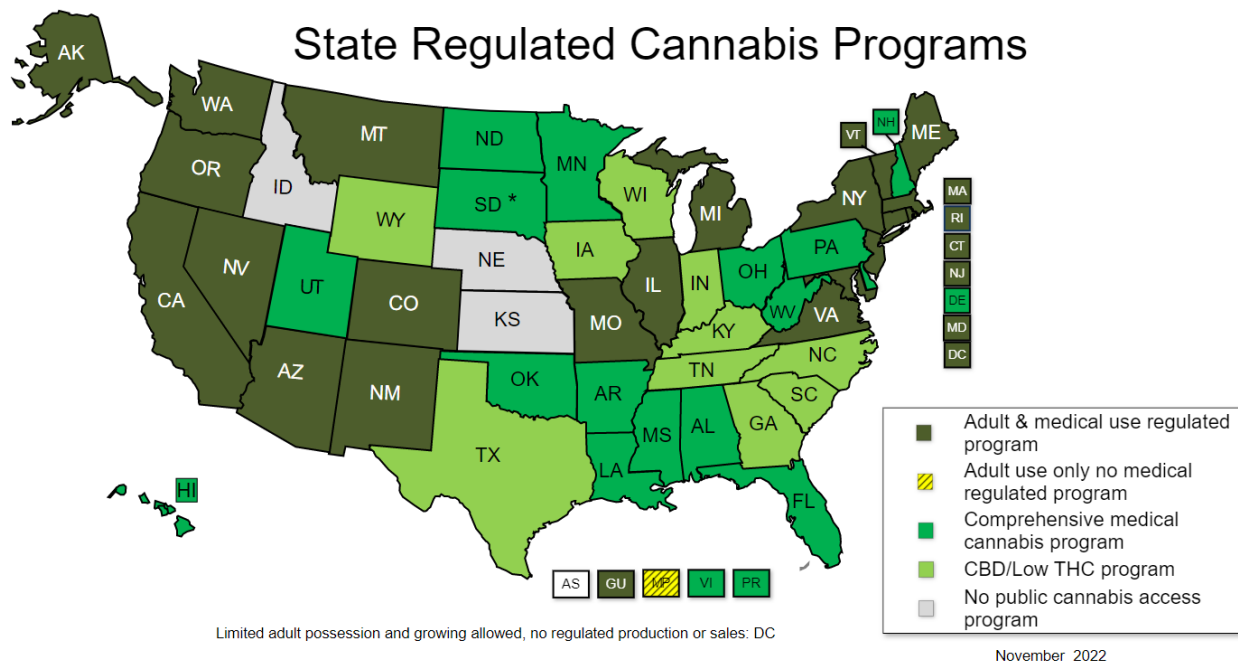 State Regulated Cannabis Programs
AK
WA
MT
ND
MN
VT
NH
ME
OR
ID
WY
SD *
WI
MI
NY
MA
RI
CT
NJ
DE
MD
DC
NV
UT
CO
NE
IA
IL
IN
OH
PA
CA
KS
MO
KY
WV
VA
AZ
NM
OK
AR
TN
NC
SC
TX
LA
MS
AL
GA
FL
HI
AS
GU
MP
VI
PR
Adult & medical use regulated
program
Adult use only no medical
regulated program
Comprehensive medical
cannabis program
CBD/Low THC program
No public cannabis access
program
Limited adult possession and growing allowed, no regulated production or sales: DC
November 2022